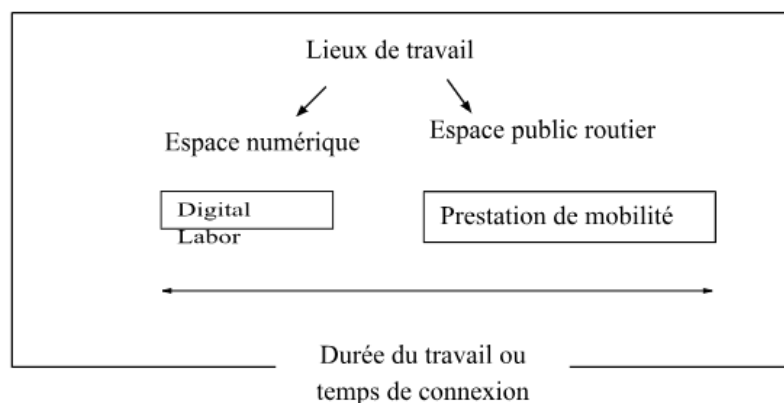 Lieux de travail
Espace numérique
Espace public routier
Digital
Labor
Prestation de mobilité
Durée du travail ou
temps de connexion